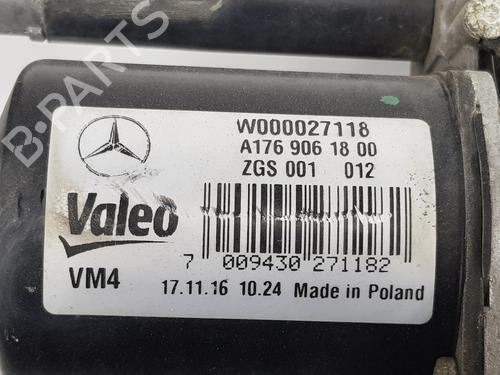 B-PARTS
W000027118
A176 906 18 00
ZGS 001 012
Valeo
7 009430 271182
VM4
17.11.16 10.24 Made in Poland